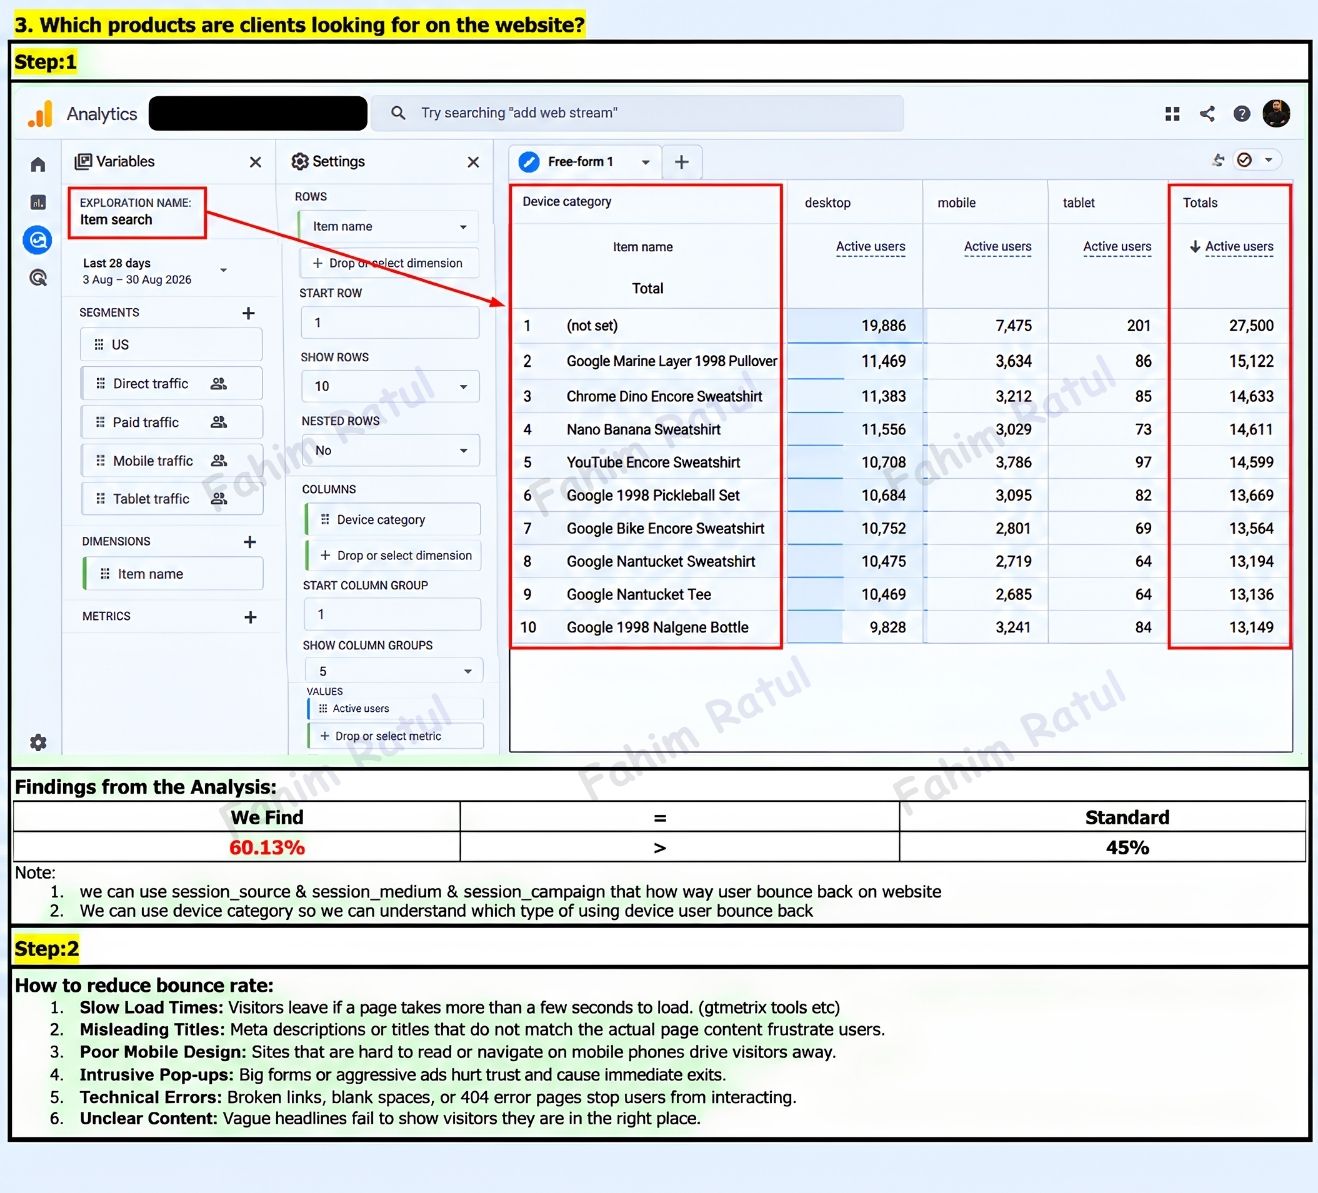 3. Which products are clients looking for on the website?
Step:1
Analytics
Try searching "add web stream"
Variables
EXPLORATION NAME:
Item search
Last 28 days
3 Aug – 30 Aug 2026
SEGMENTS
US
Direct traffic
Paid traffic
Mobile traffic
Tablet traffic
DIMENSIONS
Item name
METRICS
Settings
ROWS
Item name
+ Drop or select dimension
START ROW
1
SHOW ROWS
10
NESTED ROWS
No
COLUMNS
Device category
+ Drop or select dimension
START COLUMN GROUP
1
SHOW COLUMN GROUPS
5
VALUES
Active users
+ Drop or select metric
Free-form 1
Device category desktop mobile tablet Totals
Item name Active users Active users Active users ↓ Active users
Total
1 (not set) 19,886 7,475 201 27,500
2 Google Marine Layer 1998 Pullover 11,469 3,634 86 15,122
3 Chrome Dino Encore Sweatshirt 11,383 3,212 85 14,633
4 Nano Banana Sweatshirt 11,556 3,029 73 14,611
5 YouTube Encore Sweatshirt 10,708 3,786 97 14,599
6 Google 1998 Pickleball Set 10,684 3,095 82 13,669
7 Google Bike Encore Sweatshirt 10,752 2,801 69 13,564
8 Google Nantucket Sweatshirt 10,475 2,719 64 13,194
9 Google Nantucket Tee 10,469 2,685 64 13,136
10 Google 1998 Nalgene Bottle 9,828 3,241 84 13,149
Fahim Ratul
Fahim Ratul
Fahim Ratul
Fahim Ratul
Fahim Ratul
Fahim Ratul
Findings from the Analysis:
We Find = Standard
60.13% > 45%
Note:
1. we can use session_source & session_medium & session_campaign that how way user bounce back on website
2. We can use device category so we can understand which type of using device user bounce back
Step:2
How to reduce bounce rate:
1. Slow Load Times: Visitors leave if a page takes more than a few seconds to load. (gtmetrix tools etc)
2. Misleading Titles: Meta descriptions or titles that do not match the actual page content frustrate users.
3. Poor Mobile Design: Sites that are hard to read or navigate on mobile phones drive visitors away.
4. Intrusive Pop-ups: Big forms or aggressive ads hurt trust and cause immediate exits.
5. Technical Errors: Broken links, blank spaces, or 404 error pages stop users from interacting.
6. Unclear Content: Vague headlines fail to show visitors they are in the right place.